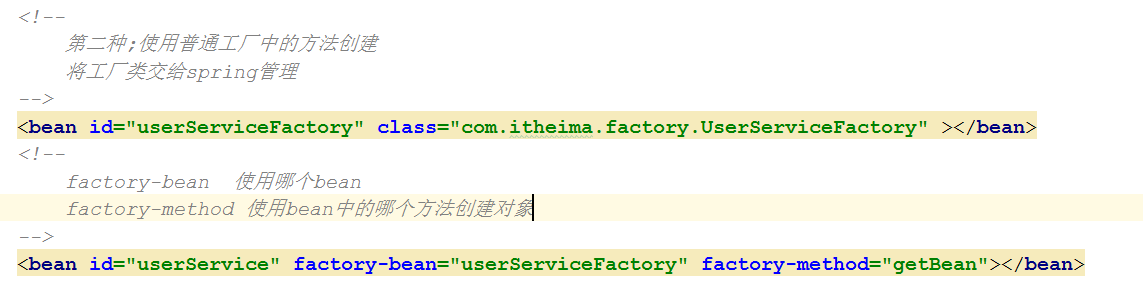 <!--
第二种;使用普通工厂中的方法创建
将工厂类交给spring管理
-->
<bean id="userServiceFactory" class="com.itheima.factory.UserServiceFactory" ></bean>
<!--
factory-bean  使用哪个bean
factory-method 使用bean中的哪个方法创建对象
-->
<bean id="userService" factory-bean="userServiceFactory" factory-method="getBean"></bean>